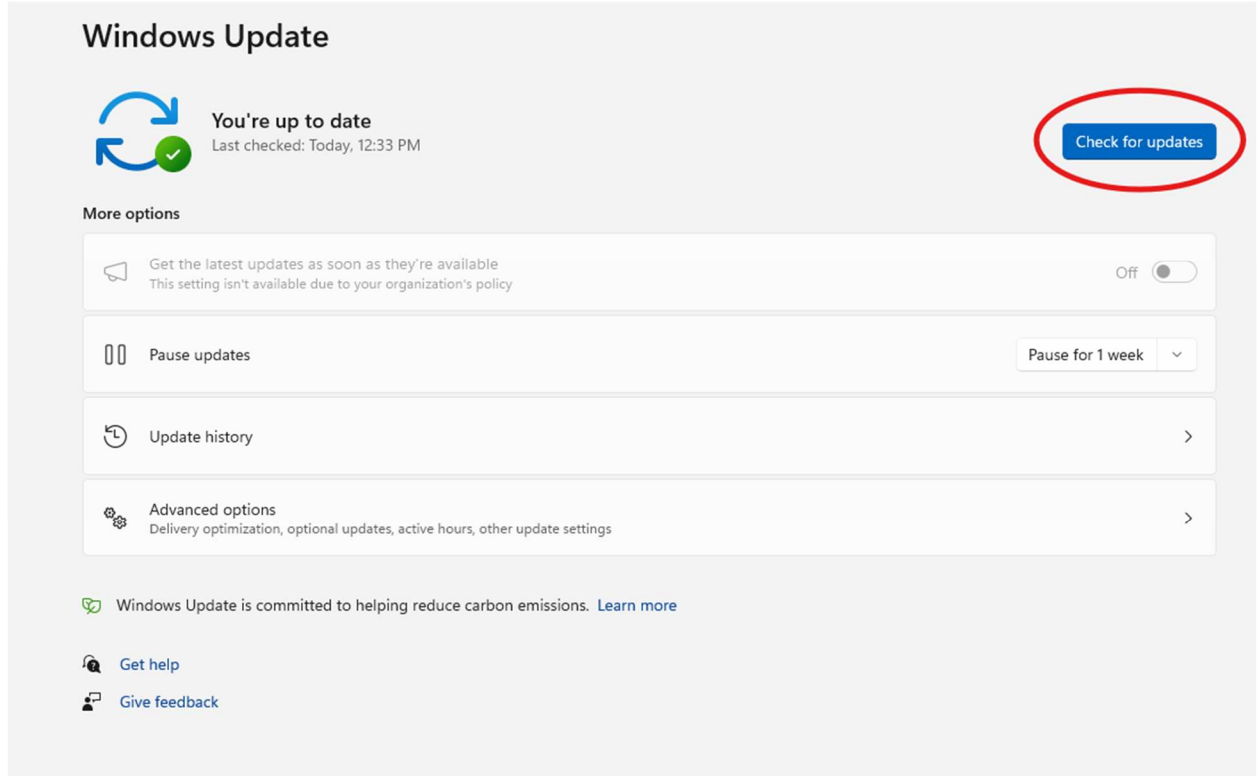 Windows Update
You're up to date
Last checked: Today, 12:33 PM
Check for updates
More options
Get the latest updates as soon as they're available
This setting isn't available due to your organization's policy
Off
Pause updates
Pause for 1 week
Update history
Advanced options
Delivery optimization, optional updates, active hours, other update settings
Windows Update is committed to helping reduce carbon emissions. Learn more
Get help
Give feedback